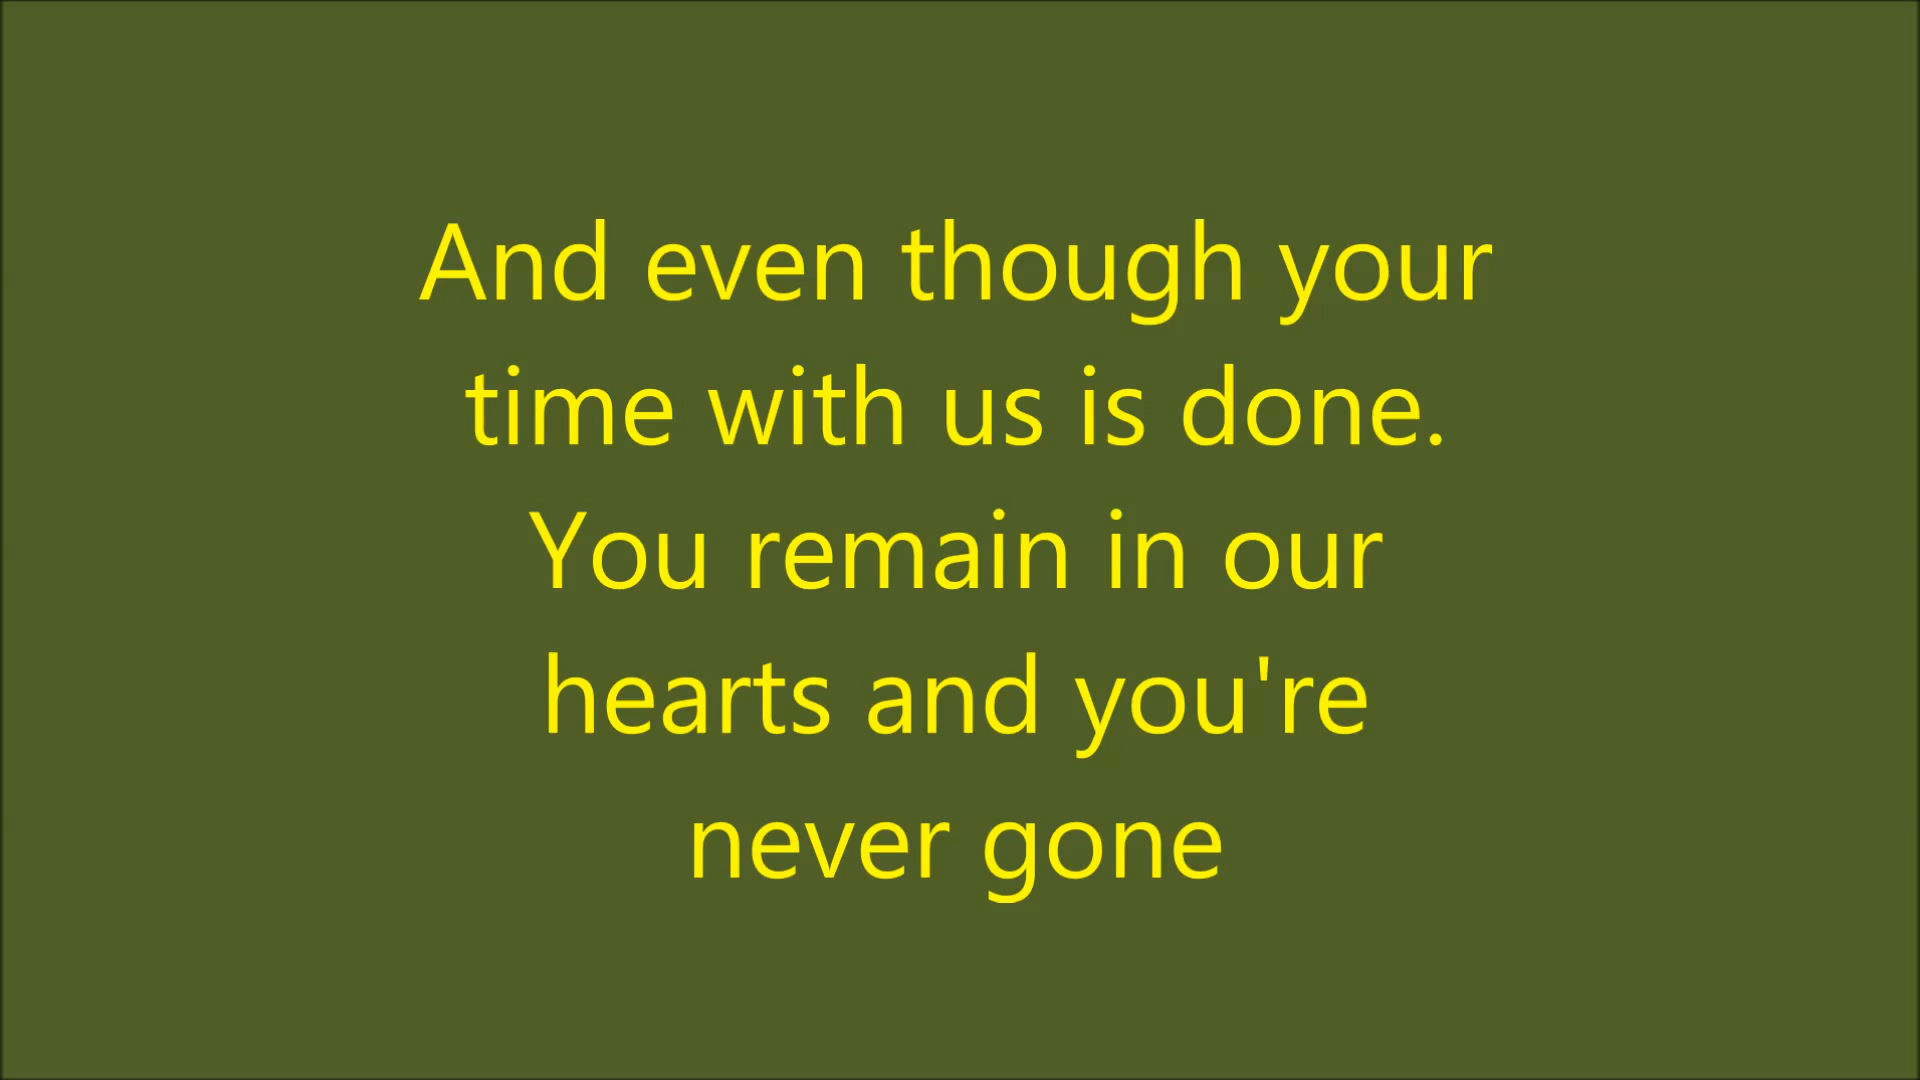 And even though your
time with us is done.
You remain in our
hearts and you're
never gone